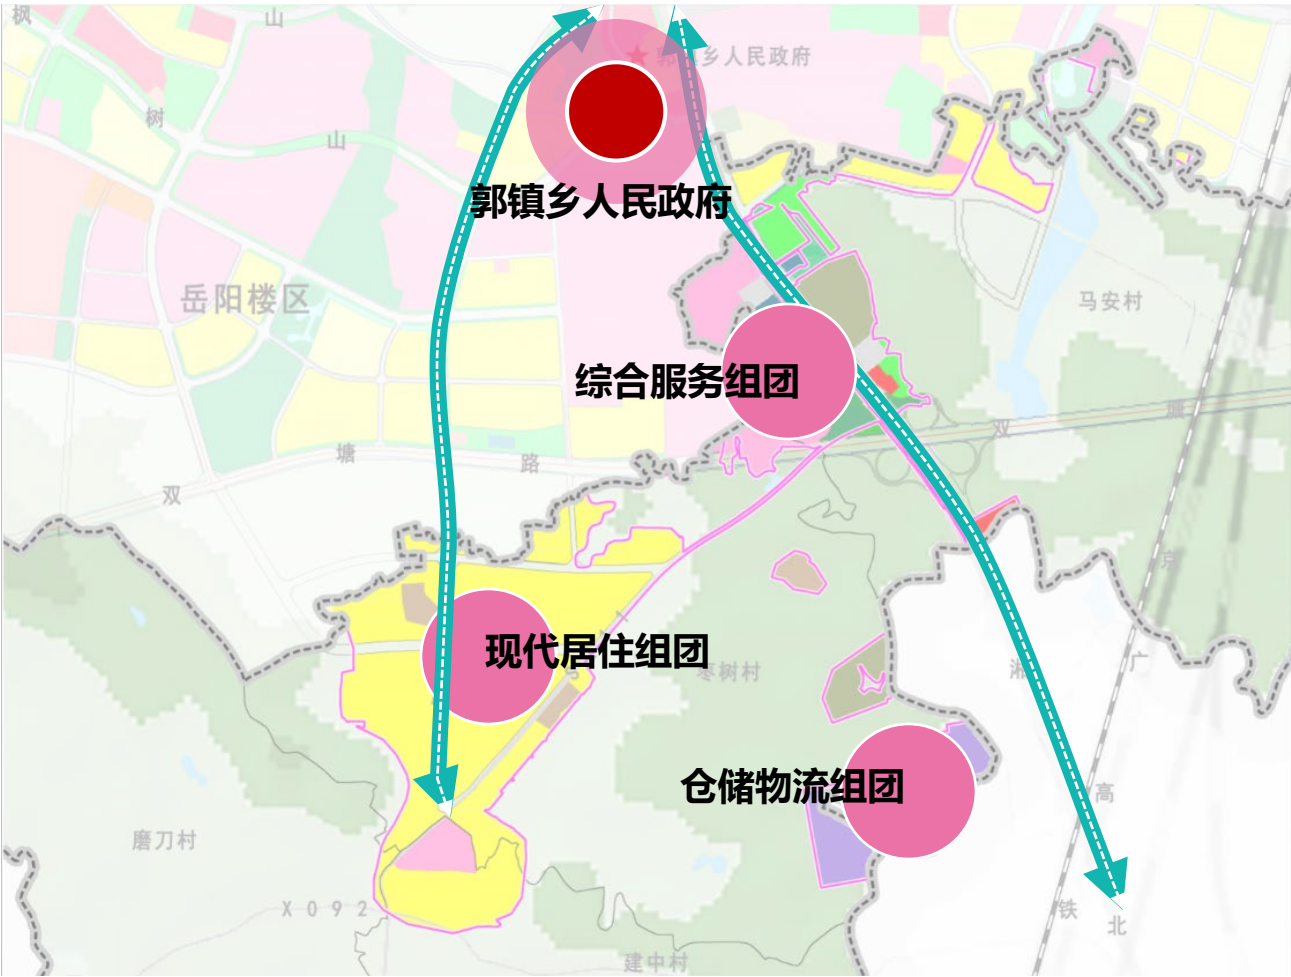 枫
山
郭镇乡人民政府
树
山
郭镇乡人民政府
岳阳楼区
马安村
综合服务组团
塘
双
塘
路
双
京
现代居住组团
枣树村
湘
广
仓储物流组团
高
磨刀村
X092
铁
北
建中村